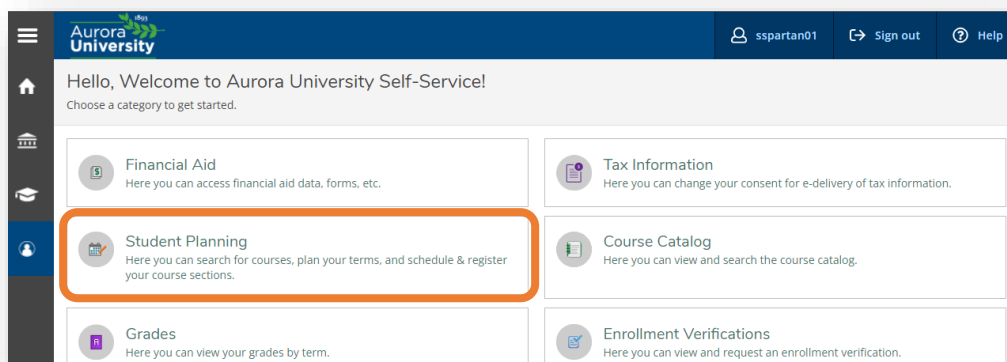 1893
Aurora
University
sspartan01
Sign out
Help
Hello, Welcome to Aurora University Self-Service!
Choose a category to get started.
Financial Aid
Here you can access financial aid data, forms, etc.
Tax Information
Here you can change your consent for e-delivery of tax information.
Student Planning
Here you can search for courses, plan your terms, and schedule & register
your course sections.
Course Catalog
Here you can view and search the course catalog.
Grades
Here you can view your grades by term.
Enrollment Verifications
Here you can view and request an enrollment verification.